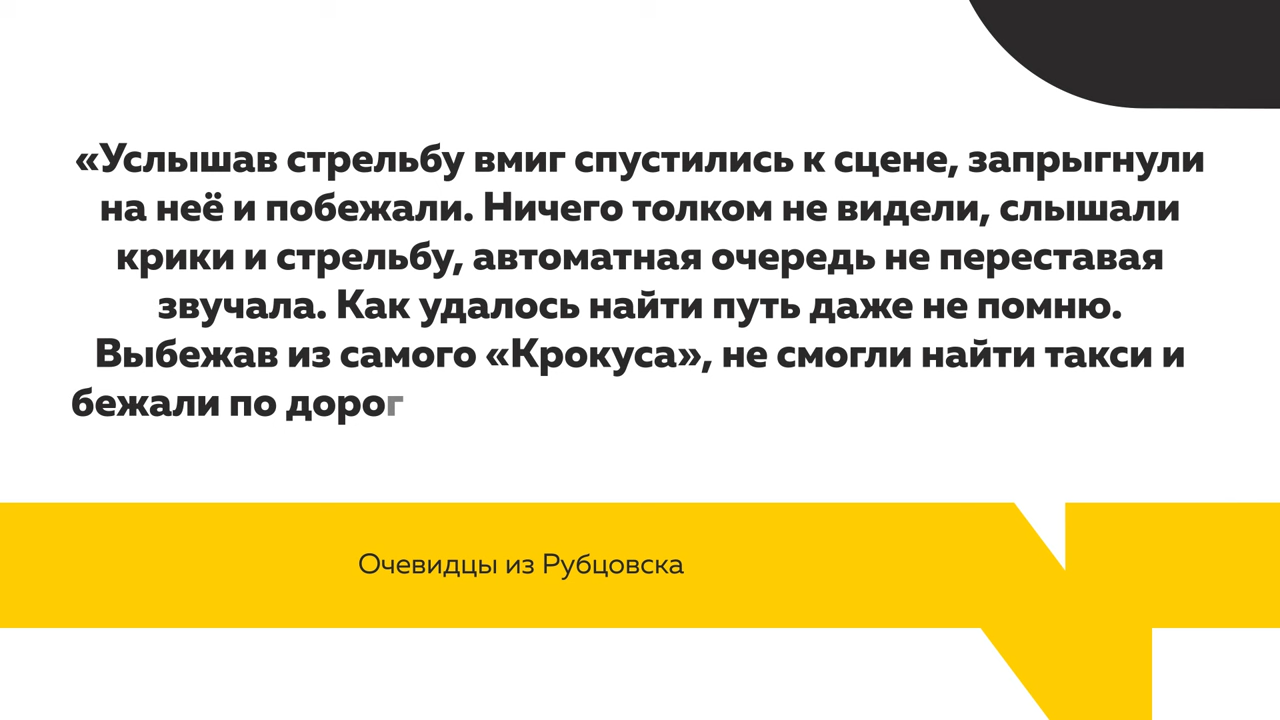 «Услышав стрельбу вмиг спустились к сцене, запрыгнули
на неё и побежали. Ничего толком не видели, слышали
крики и стрельбу, автоматная очередь не переставая
звучала. Как удалось найти путь даже не помню.
Выбежав из самого «Крокуса», не смогли найти такси и
бежали по дорог
Очевидцы из Рубцовска